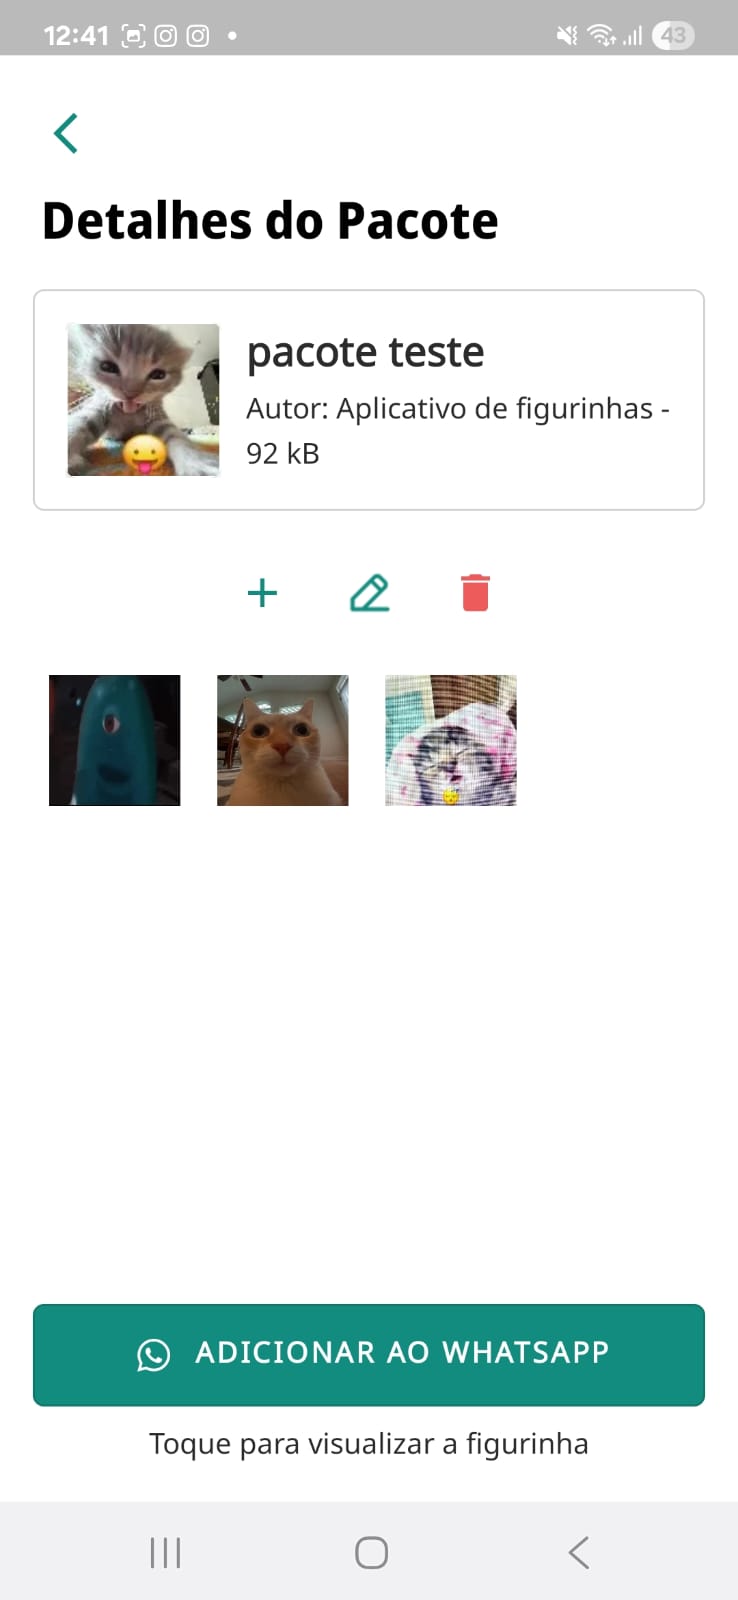 12:41
43
Detalhes do Pacote
pacote teste
Autor: Aplicativo de figurinhas -
92 kB
ADICIONAR AO WHATSAPP
Toque para visualizar a figurinha